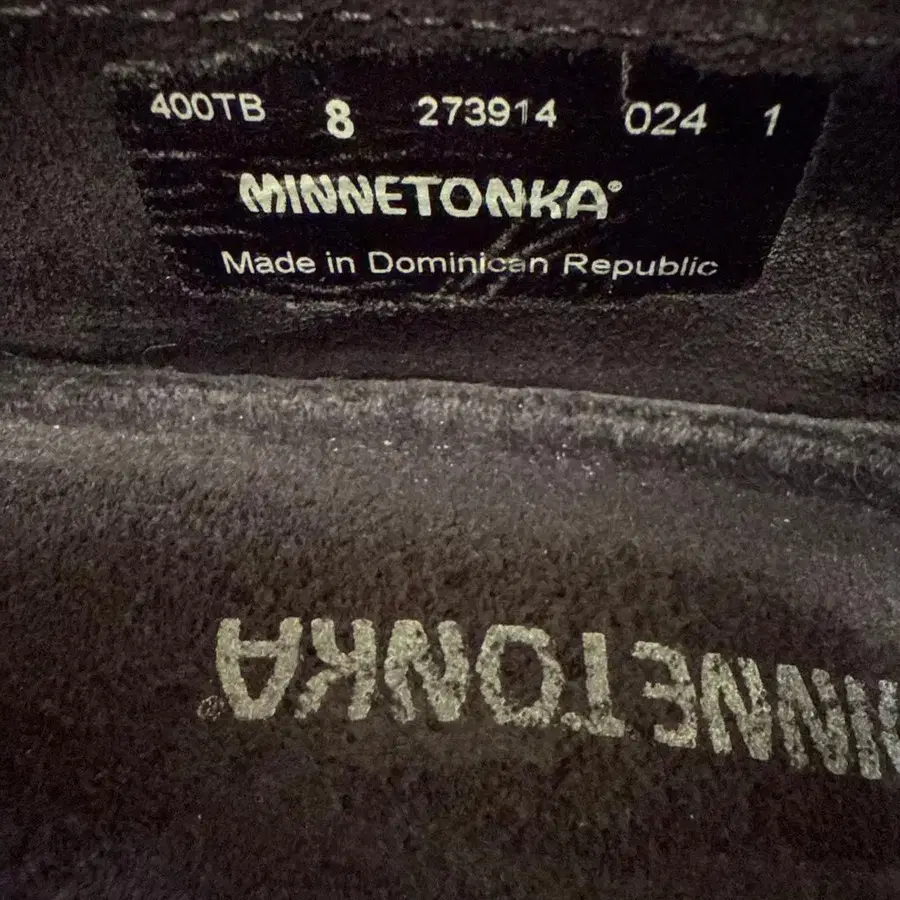 400TB 8 273914 024 1
MINNETONKA®
Made in Dominican Republic
MINNETONKA®